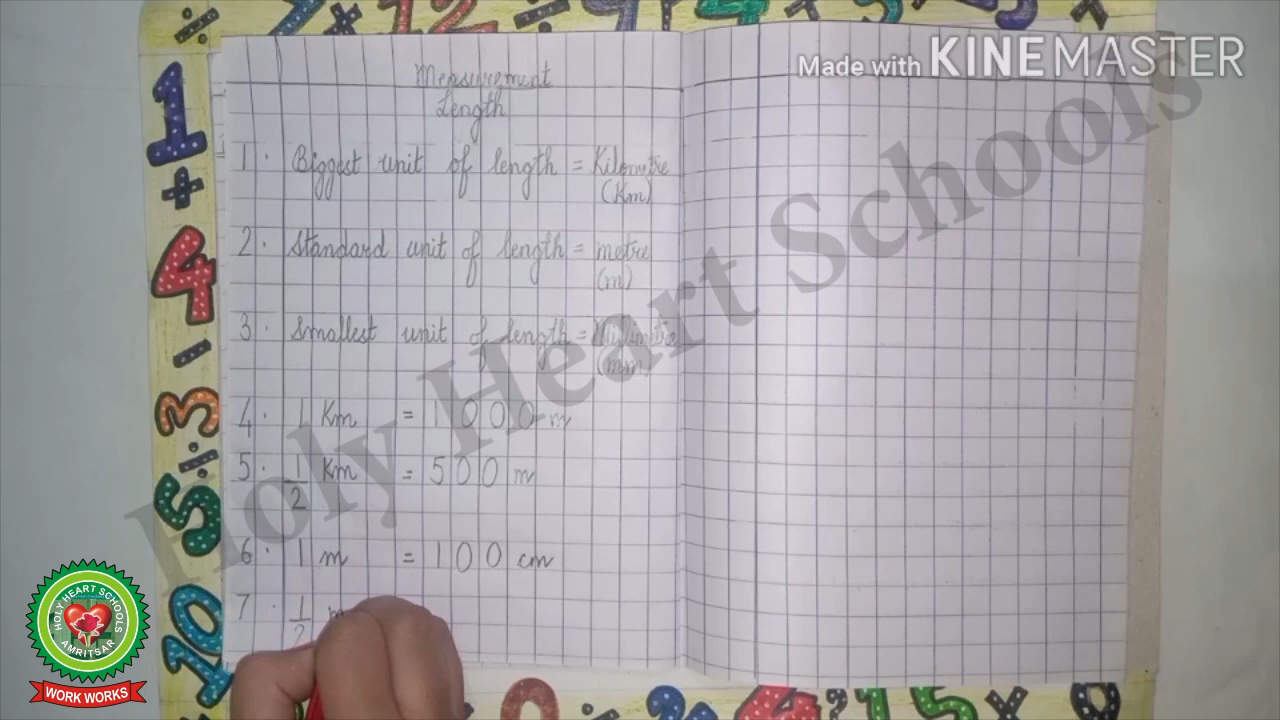 Made with KINEMASTER
Measurement
Length
1. Biggest unit of length = Kilometre
(Km)
2. Standard unit of length = metre
(m)
3. Smallest unit of length = Millimetre
(mm)
4. 1 Km = 1000 m
5. 1/2 Km = 500 m
6. 1 m = 100 cm
7. 1/2 m
Holy Heart Schools
HOLY HEART SCHOOLS
AMRITSAR
WORK WORKS